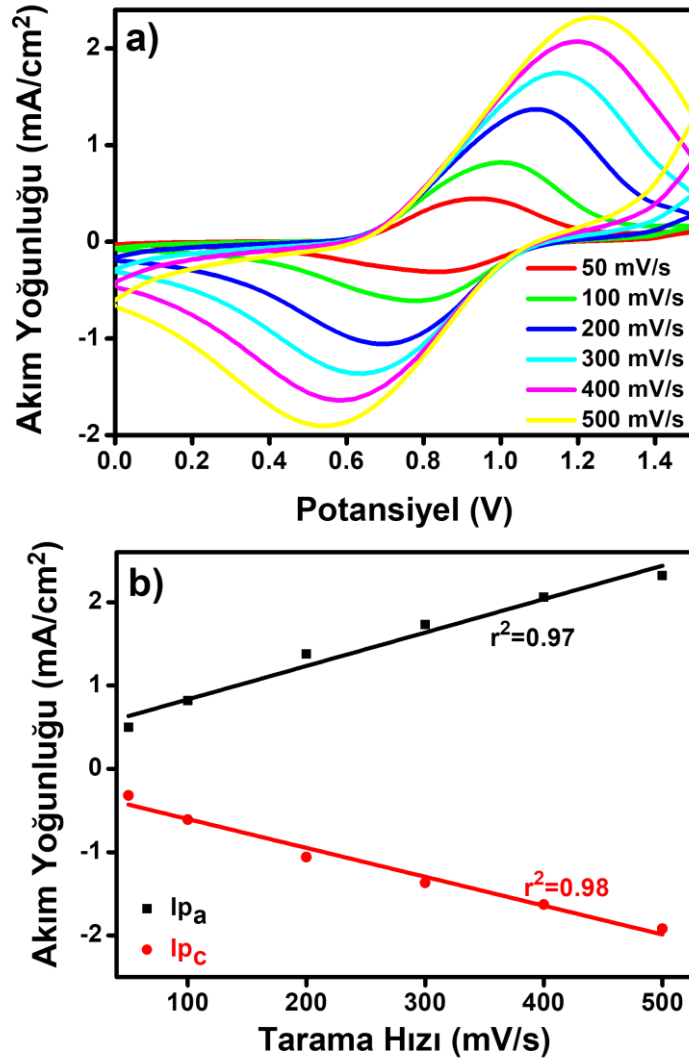 a)
Akım Yoğunluğu (mA/cm²)
2
1
0
-1
-2
50 mV/s
100 mV/s
200 mV/s
300 mV/s
400 mV/s
500 mV/s
0.0 0.2 0.4 0.6 0.8 1.0 1.2 1.4
Potansiyel (V)
b)
Akım Yoğunluğu (mA/cm²)
2
1
0
-1
-2
r²=0.97
r²=0.98
Ipₐ
Ip꜀
100 200 300 400 500
Tarama Hızı (mV/s)